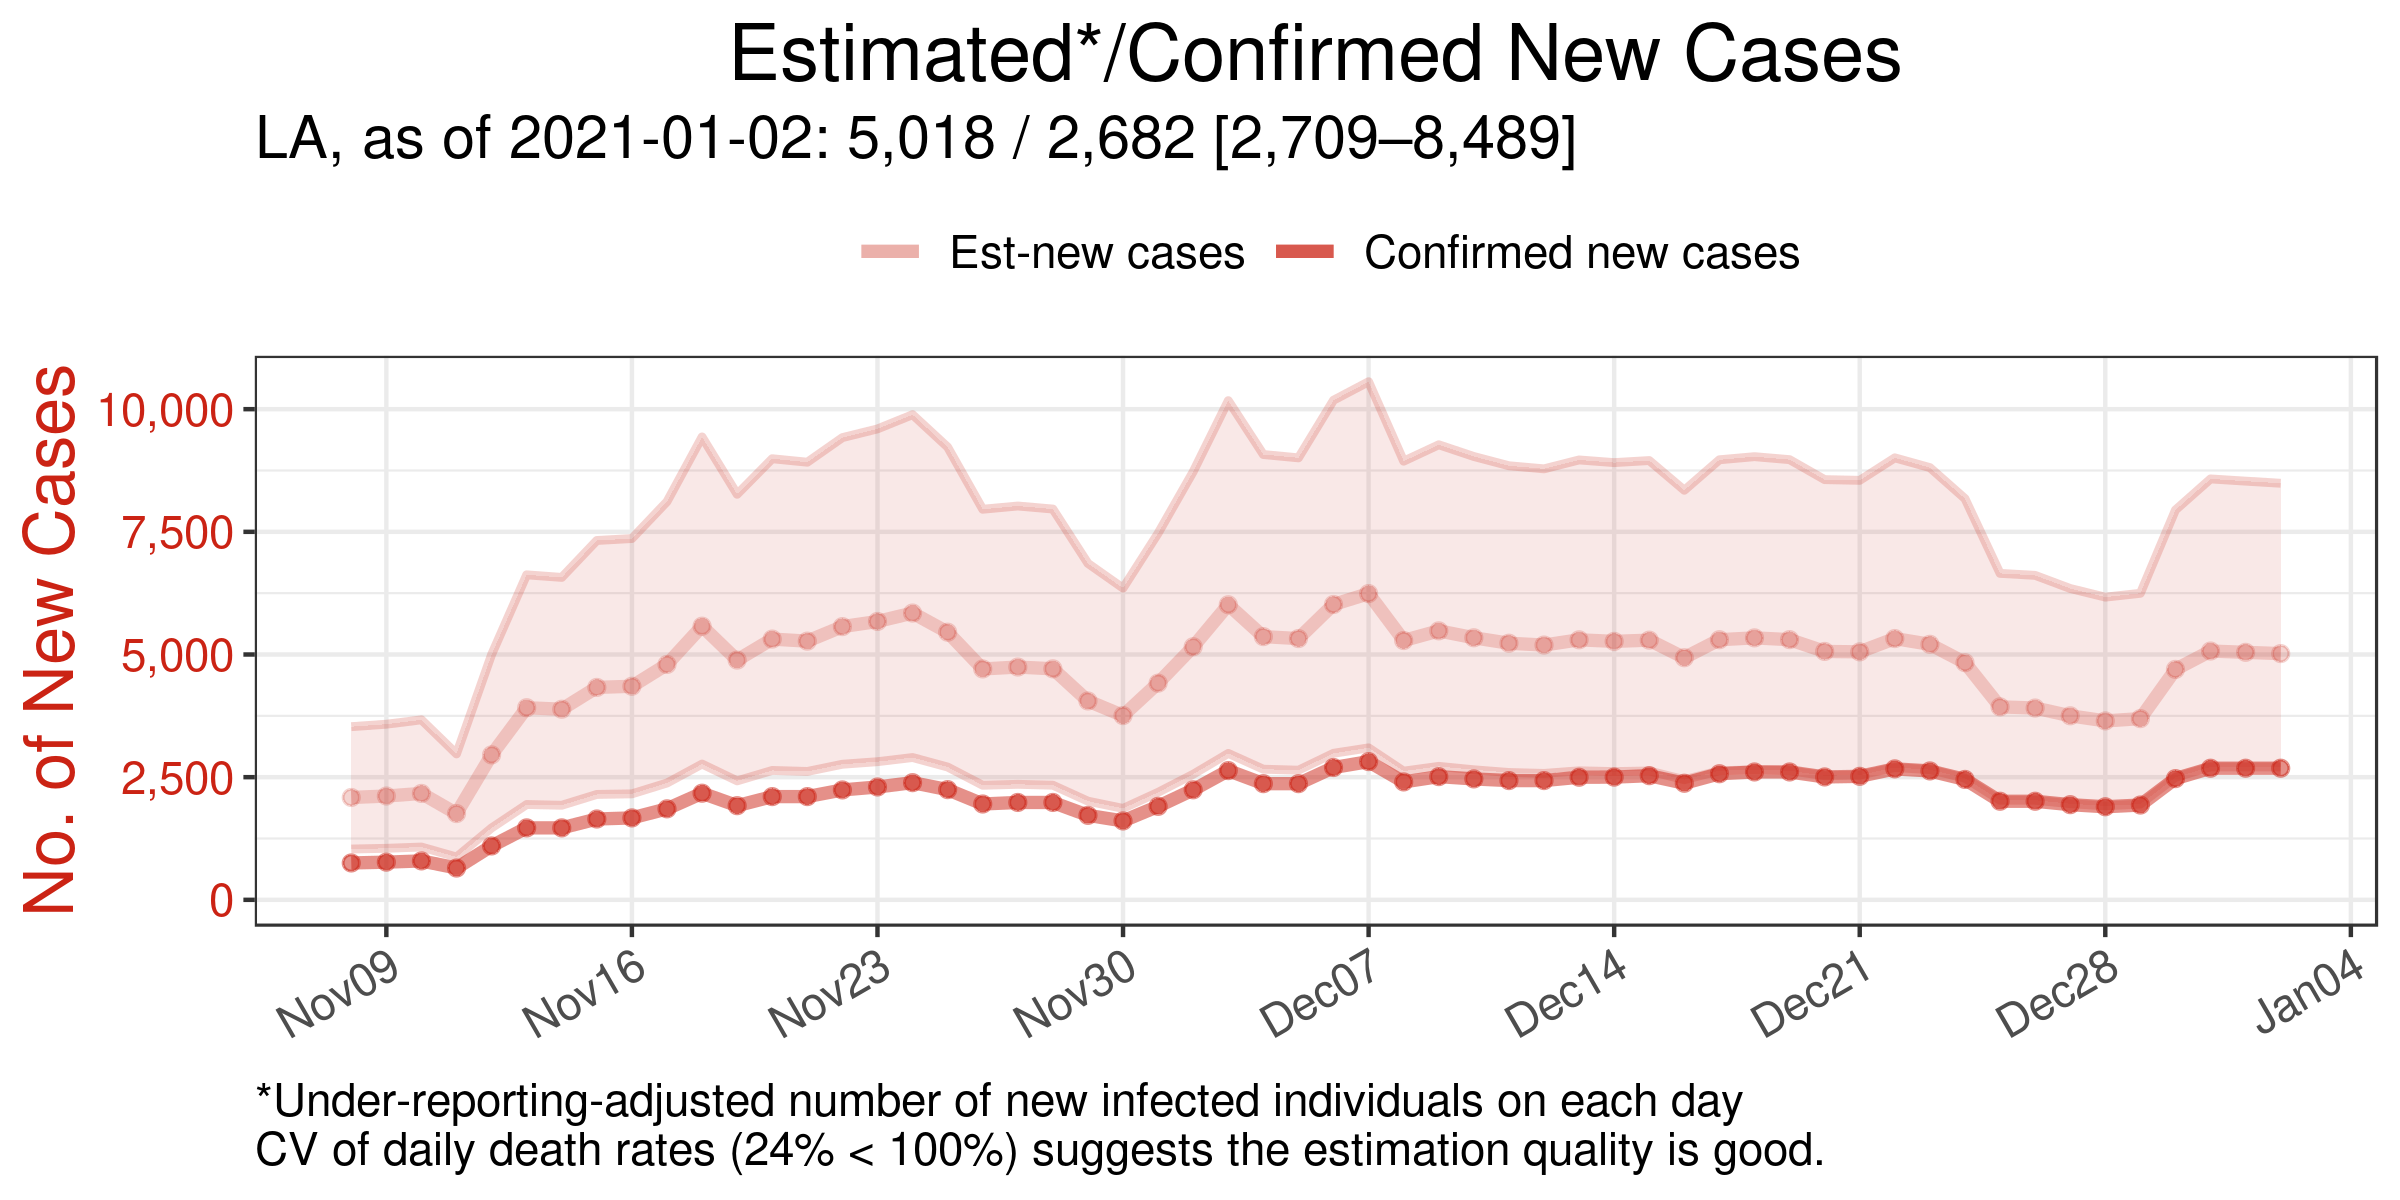 Estimated*/Confirmed New Cases
LA, as of 2021-01-02: 5,018 / 2,682 [2,709–8,489]
Est-new cases
Confirmed new cases
No. of New Cases
10,000
7,500
5,000
2,500
0
Nov09
Nov16
Nov23
Nov30
Dec07
Dec14
Dec21
Dec28
Jan04
*Under-reporting-adjusted number of new infected individuals on each day
CV of daily death rates (24% < 100%) suggests the estimation quality is good.